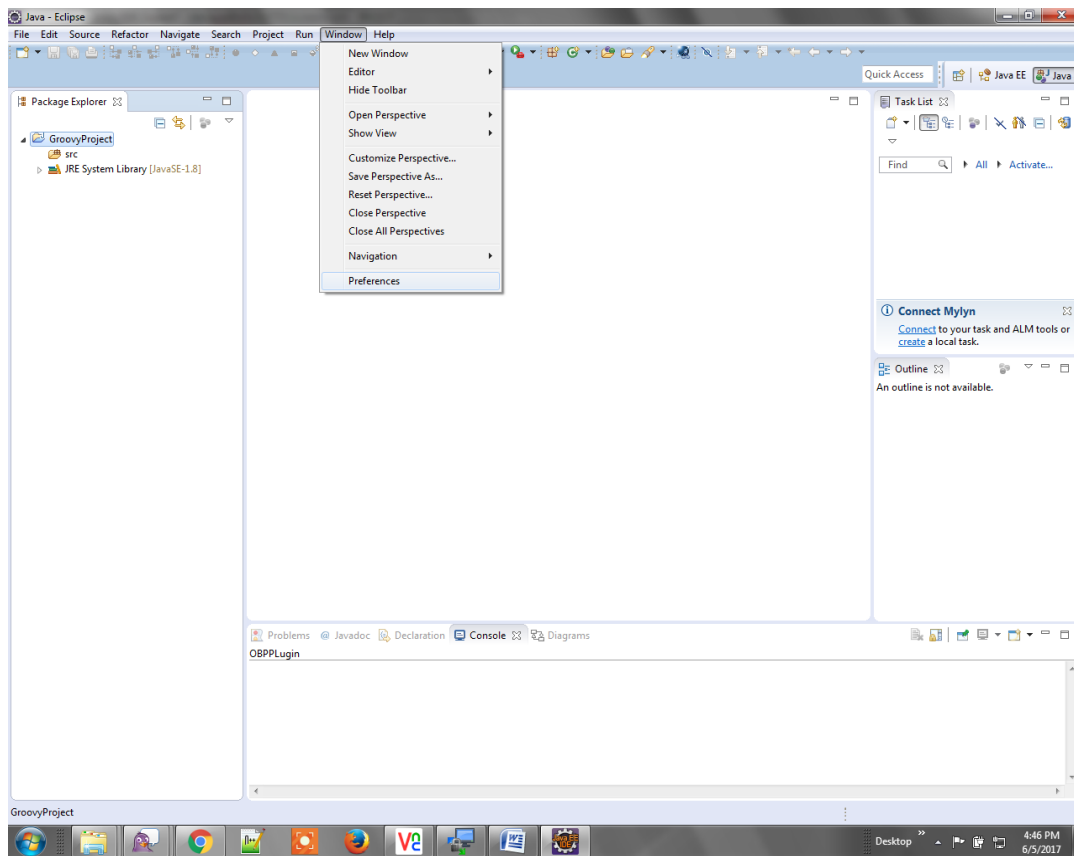 Java - Eclipse
File Edit Source Refactor Navigate Search Project Run Window Help
Quick Access Java EE Java
New Window
Editor
Hide Toolbar
Open Perspective
Show View
Customize Perspective...
Save Perspective As...
Reset Perspective...
Close Perspective
Close All Perspectives
Navigation
Preferences
Package Explorer
GroovyProject
src
JRE System Library [JavaSE-1.8]
Task List
Find All Activate...
Connect Mylyn
Connect to your task and ALM tools or
create a local task.
Outline
An outline is not available.
Problems @ Javadoc Declaration Console Diagrams
OBPPLugin
GroovyProject
Desktop
4:46 PM
6/5/2017